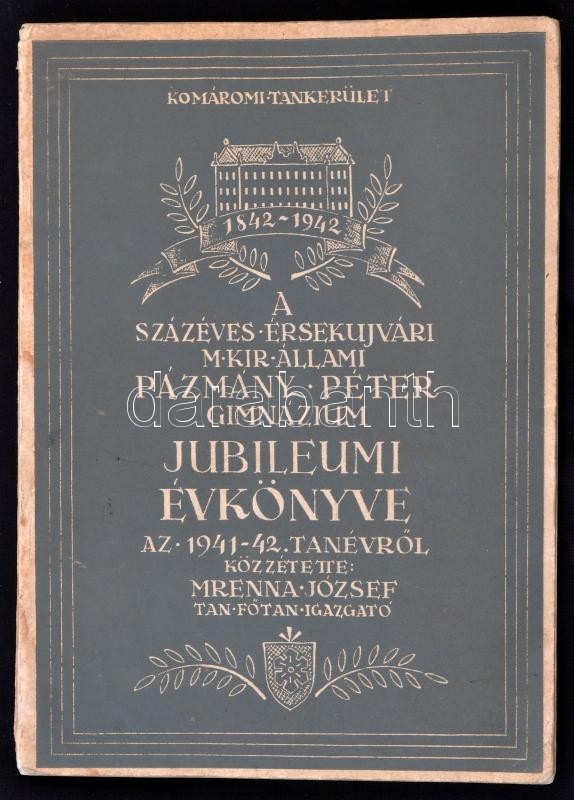 KOMÁROMI·TANKERÜLET
1842~1942
A
SZÁZÉVES·ÉRSEKUJVÁRI
M·KIR·ÁLLAMI
PÁZMÁNY·PÉTER
GIMNÁZIUM
darabanth
JUBILEUMI
ÉVKÖNYVE
AZ·1941-42.TANÉVRŐL
KÖZZÉTETTE:
MRENNA·JÓZSEF
TAN·FŐTAN·IGAZGATÓ